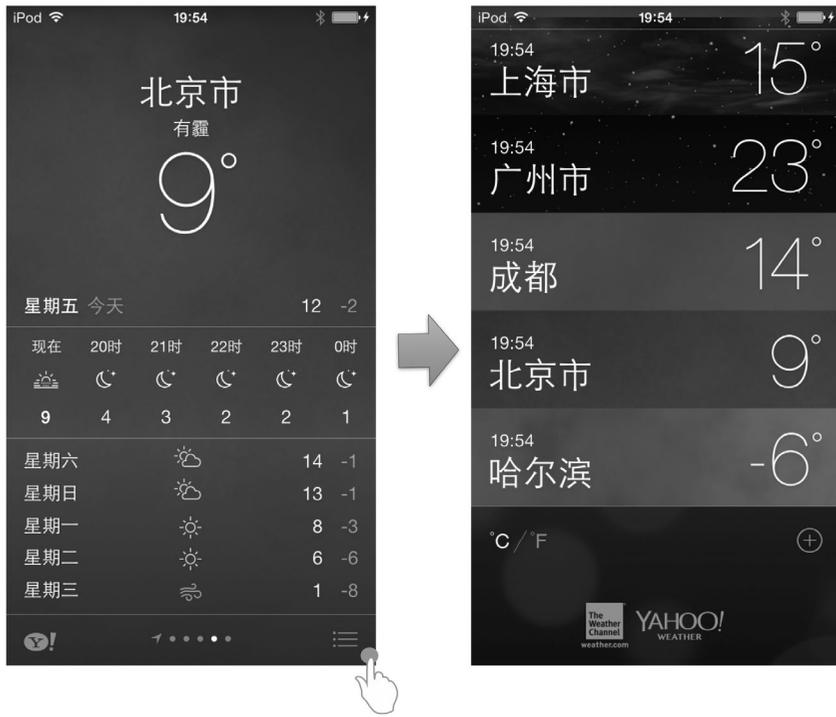 iPod 19:54
北京市
有霾
9°
星期五 今天 12 -2
现在 20时 21时 22时 23时 0时
9 4 3 2 2 1
星期六 14 -1
星期日 13 -1
星期一 8 -3
星期二 6 -6
星期三 1 -8
Y!
iPod 19:54
19:54
上海市 15°
19:54
广州市 23°
19:54
成都 14°
19:54
北京市 9°
19:54
哈尔滨 -6°
°C / °F
The
Weather
Channel
weather.com
YAHOO!
WEATHER